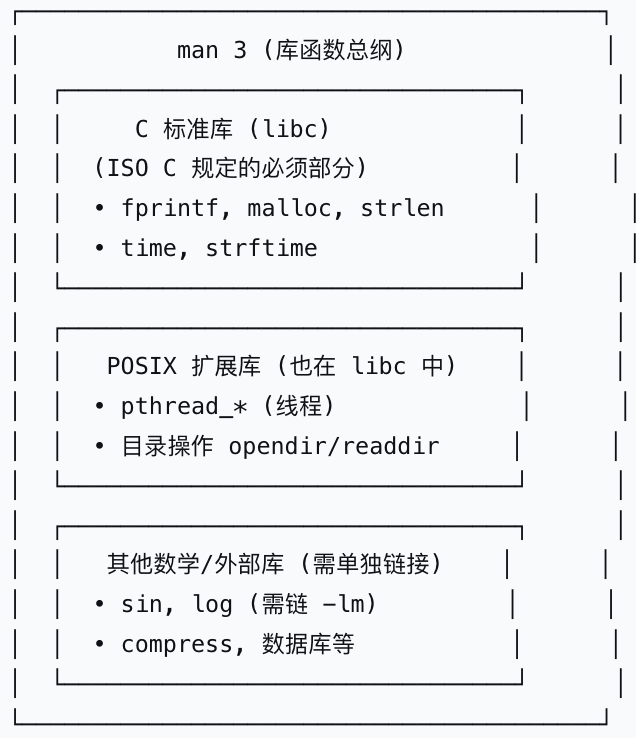 man 3 (库函数总纲)
C 标准库 (libc)
(ISO C 规定的必须部分)
• fprintf, malloc, strlen
• time, strftime
POSIX 扩展库 (也在 libc 中)
• pthread_* (线程)
• 目录操作 opendir/readdir
其他数学/外部库 (需单独链接)
• sin, log (需链 -lm)
• compress, 数据库等